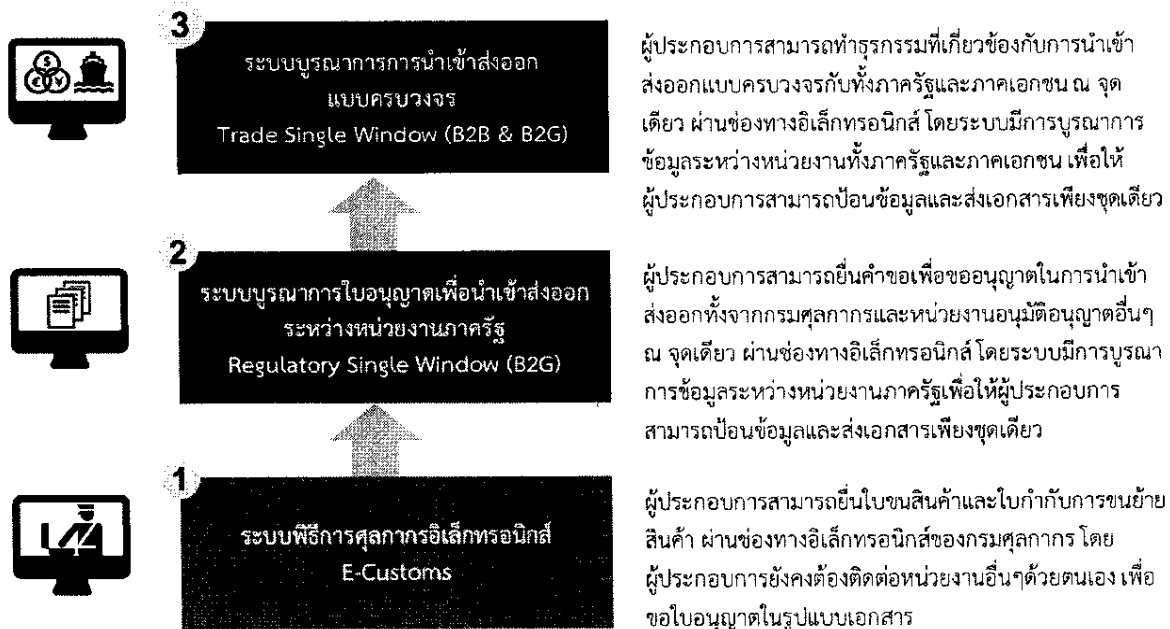 3
ระบบบูรณาการการนำเข้าส่งออก
แบบครบวงจร
Trade Single Window (B2B & B2G)
ผู้ประกอบการสามารถทำธุรกรรมที่เกี่ยวข้องกับการนำเข้า
ส่งออกแบบครบวงจรกับทั้งภาครัฐและภาคเอกชน ณ จุด
เดียว ผ่านช่องทางอิเล็กทรอนิกส์ โดยระบบมีการบูรณาการ
ข้อมูลระหว่างหน่วยงานทั้งภาครัฐและภาคเอกชน เพื่อให้
ผู้ประกอบการสามารถป้อนข้อมูลและส่งเอกสารเพียงชุดเดียว
2
ระบบบูรณาการใบอนุญาตเพื่อนำเข้าส่งออก
ระหว่างหน่วยงานภาครัฐ
Regulatory Single Window (B2G)
ผู้ประกอบการสามารถยื่นคำขอเพื่อขออนุญาตในการนำเข้า
ส่งออกทั้งจากกรมศุลกากรและหน่วยงานอนุมัติอนุญาตอื่นๆ
ณ จุดเดียว ผ่านช่องทางอิเล็กทรอนิกส์ โดยระบบมีการบูรณา
การข้อมูลระหว่างหน่วยงานภาครัฐเพื่อให้ผู้ประกอบการ
สามารถป้อนข้อมูลและส่งเอกสารเพียงชุดเดียว
1
ระบบพิธีการศุลกากรอิเล็กทรอนิกส์
E-Customs
ผู้ประกอบการสามารถยื่นใบขนสินค้าและใบกำกับการขนย้าย
สินค้า ผ่านช่องทางอิเล็กทรอนิกส์ของกรมศุลกากร โดย
ผู้ประกอบการยังคงต้องติดต่อหน่วยงานอื่นๆด้วยตนเอง เพื่อ
ขอใบอนุญาตในรูปแบบเอกสาร